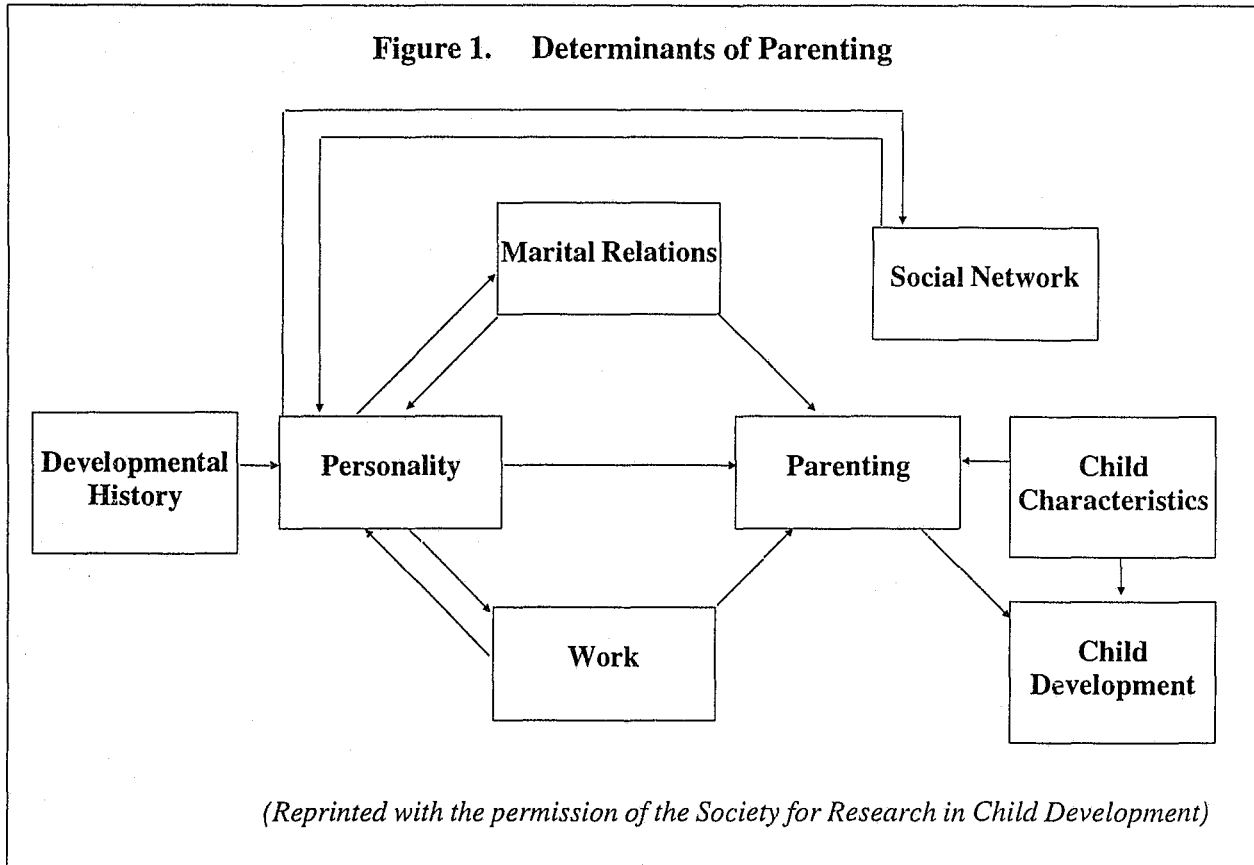 Figure 1. Determinants of Parenting
Marital Relations
Social Network
Developmental
History
Personality
Parenting
Child
Characteristics
Work
Child
Development
(Reprinted with the permission of the Society for Research in Child Development)